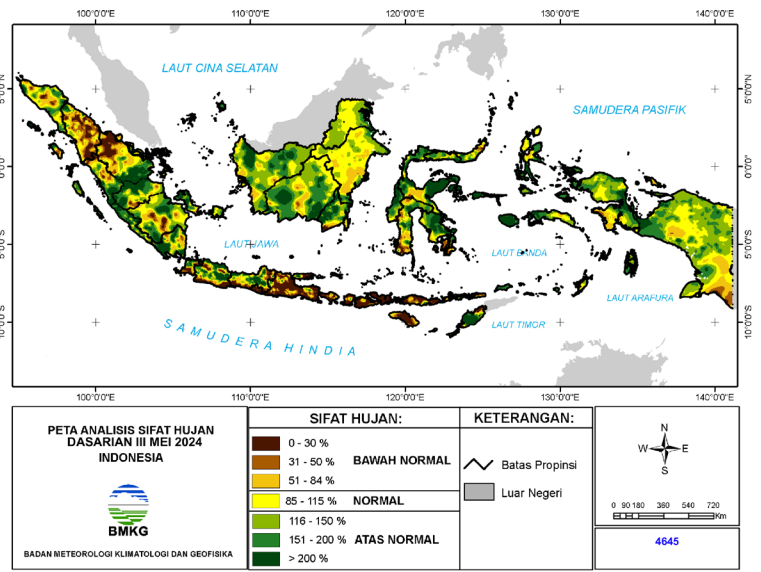 100°0'0"E 110°0'0"E 120°0'0"E 130°0'0"E 140°0'0"E
5°0'0"N
0°0'0"
5°0'0"S
10°0'0"S
LAUT CINA SELATAN
SAMUDERA PASIFIK
LAUT JAWA
LAUT BANDA
LAUT ARAFURA
LAUT TIMOR
SAMUDERA HINDIA
5°0'0"N
0°0'0"
5°0'0"S
10°0'0"S
100°0'0"E 110°0'0"E 120°0'0"E 130°0'0"E 140°0'0"E
PETA ANALISIS SIFAT HUJAN
DASARIAN III MEI 2024
INDONESIA
BMKG
BADAN METEOROLOGI KLIMATOLOGI DAN GEOFISIKA
SIFAT HUJAN:
0 - 30 %
31 - 50 % BAWAH NORMAL
51 - 84 %
85 - 115 % NORMAL
116 - 150 %
151 - 200 % ATAS NORMAL
> 200 %
KETERANGAN:
Batas Propinsi
Luar Negeri
N
W E
S
0 90 180 360 540 720
Km
4645